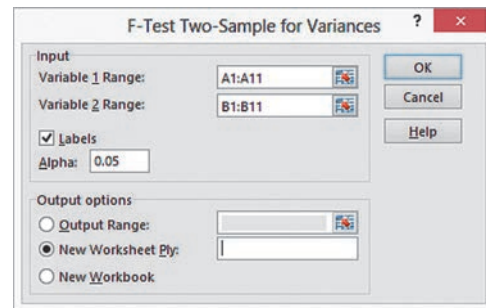 F-Test Two-Sample for Variances ? ×
Input
Variable 1 Range: A1:A11
Variable 2 Range: B1:B11
Labels
Alpha: 0.05
OK
Cancel
Help
Output options
Output Range:
New Worksheet Ply:
New Workbook